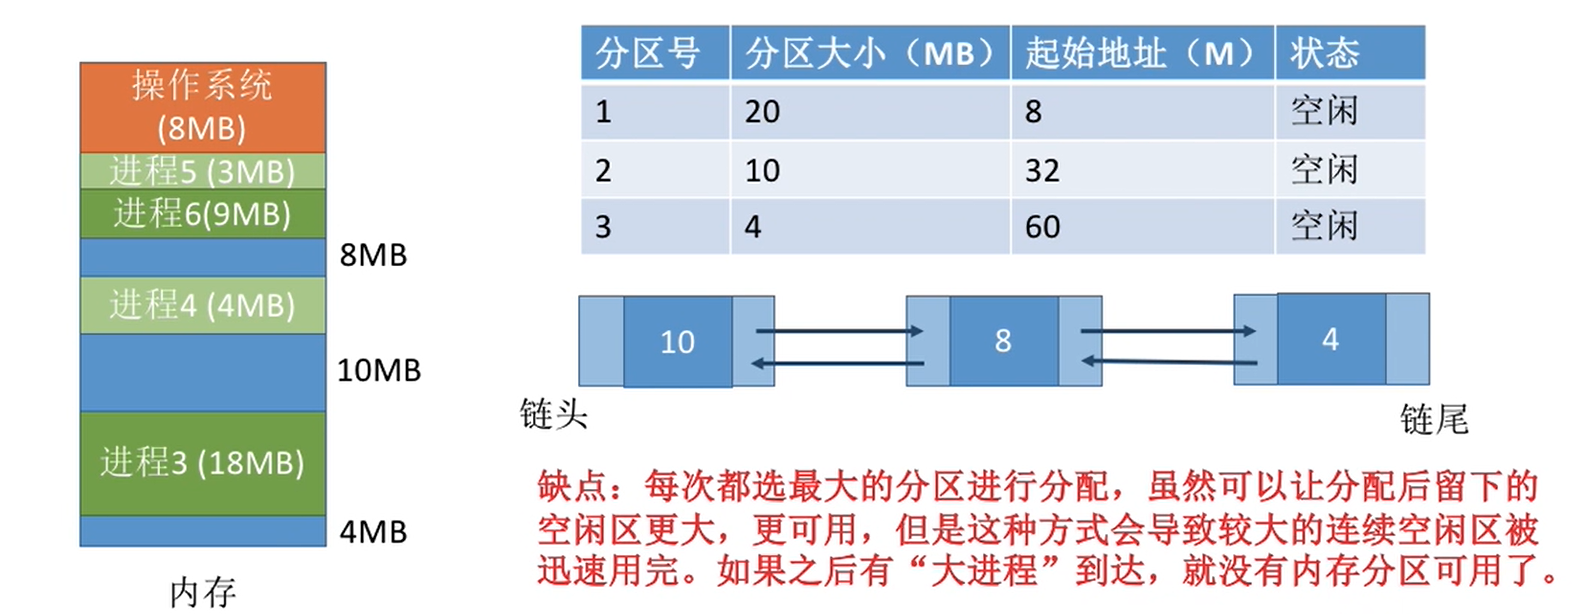 操作系统
(8MB)
进程5 (3MB)
进程6(9MB)
8MB
进程4 (4MB)
10MB
进程3 (18MB)
4MB
内存
分区号 分区大小（MB） 起始地址（M） 状态
1 20 8 空闲
2 10 32 空闲
3 4 60 空闲
10 8 4
链头 链尾
缺点：每次都选最大的分区进行分配，虽然可以让分配后留下的
空闲区更大，更可用，但是这种方式会导致较大的连续空闲区被
迅速用完。如果之后有“大进程”到达，就没有内存分区可用了。